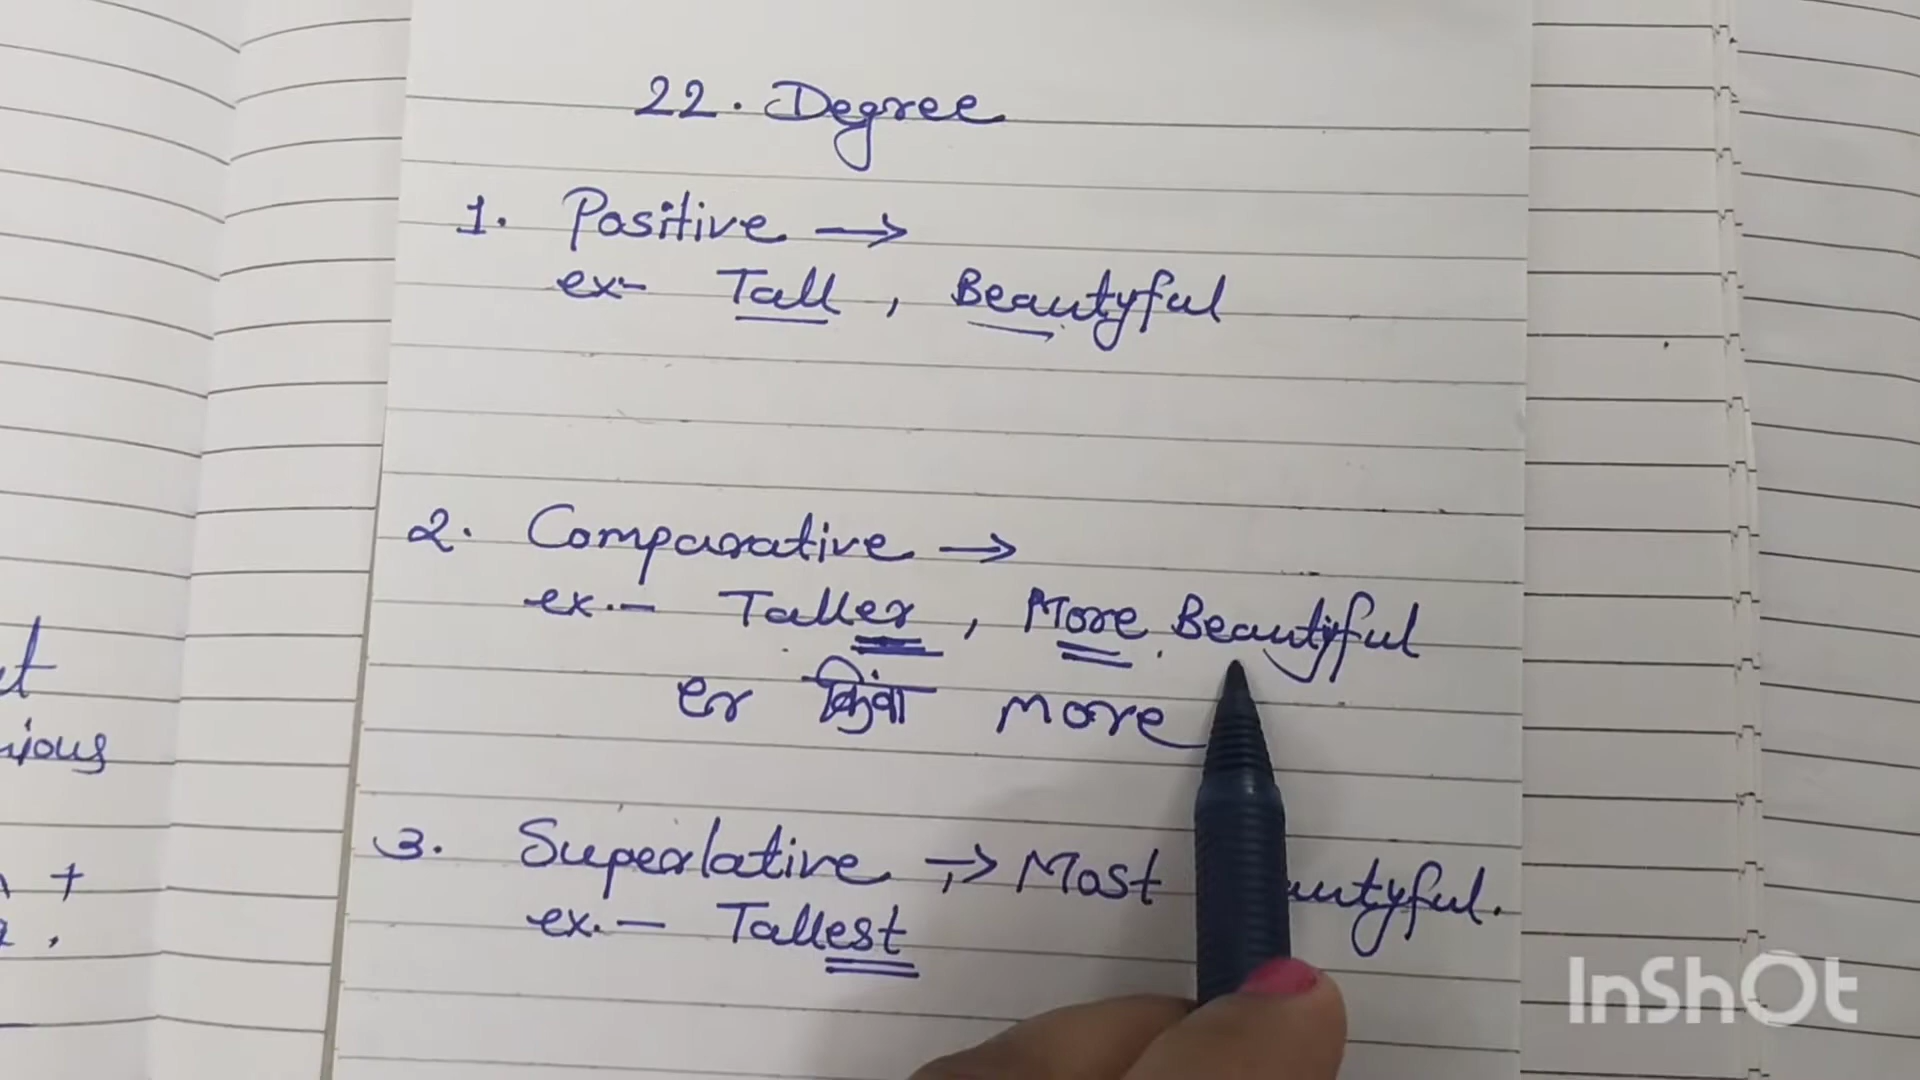 22. Degree
1. Positive →
ex- Tall, Beautyful
2. Comparative →
ex.- Taller, More Beautyful
er किंवा more
3. Superlative → Most
ex.- Tallest
InShOt